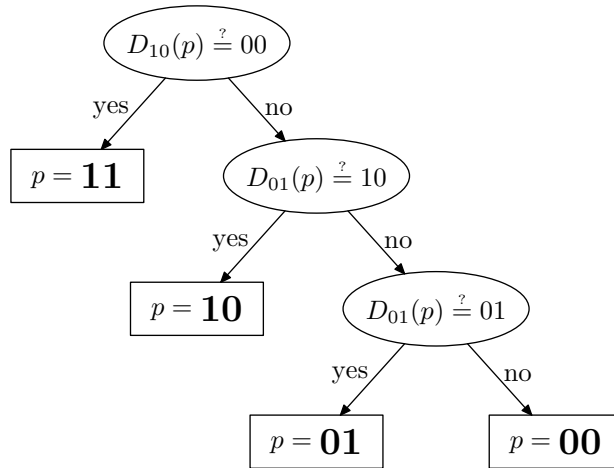 D₁₀(p) ≟ 00
yes no
p = 11
D₀₁(p) ≟ 10
yes no
p = 10
D₀₁(p) ≟ 01
yes no
p = 01
p = 00